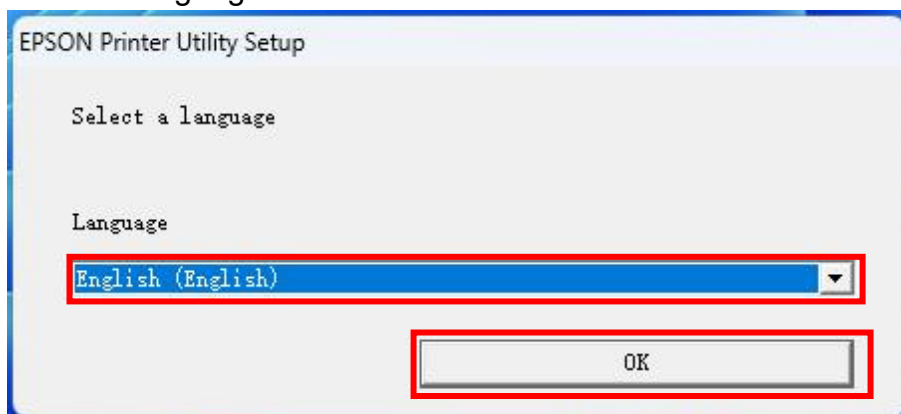 EPSON Printer Utility Setup
Select a language
Language
English (English)
OK